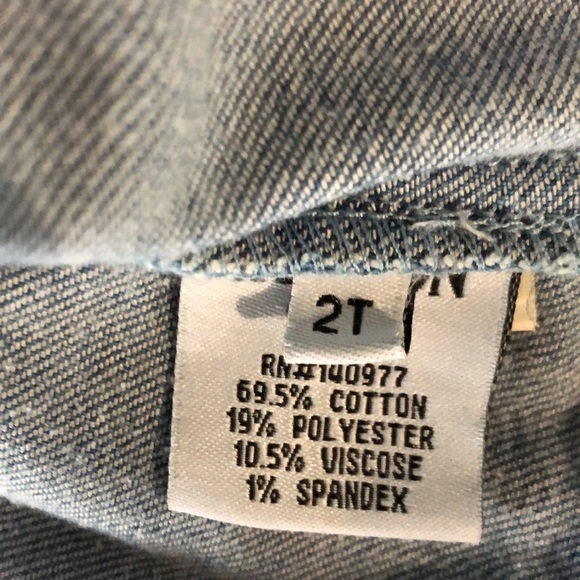 2T
RN#140977
69.5% COTTON
19% POLYESTER
10.5% VISCOSE
1% SPANDEX